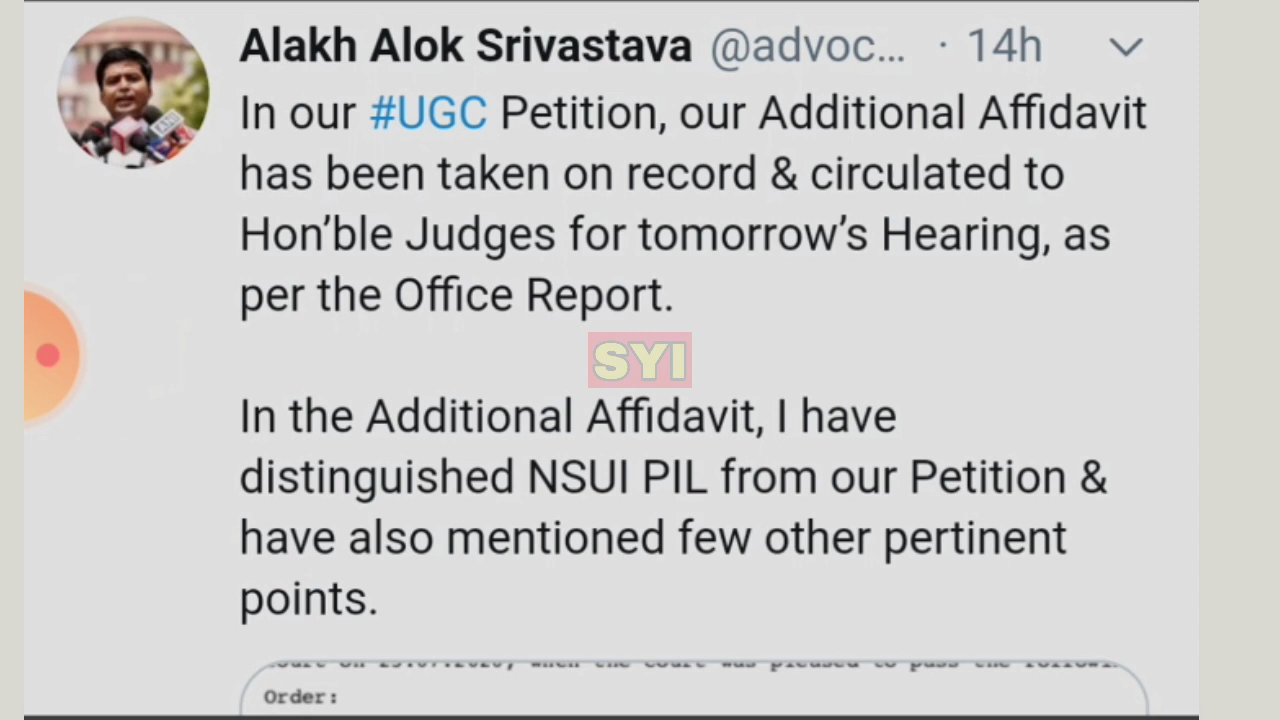 Alakh Alok Srivastava @advoc... · 14h
In our #UGC Petition, our Additional Affidavit
has been taken on record & circulated to
Hon’ble Judges for tomorrow’s Hearing, as
per the Office Report.
SYI
In the Additional Affidavit, I have
distinguished NSUI PIL from our Petition &
have also mentioned few other pertinent
points.
Order: